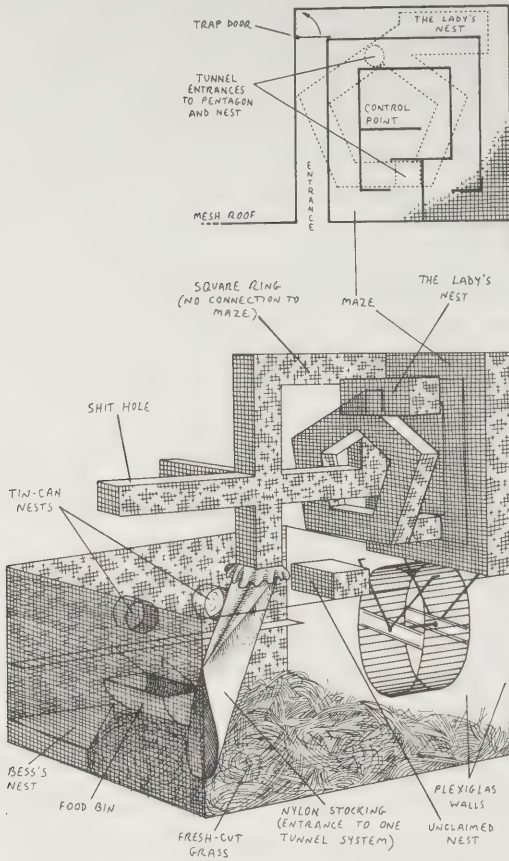 TRAP DOOR
THE LADY'S
NEST
TUNNEL
ENTRANCES
TO PENTAGON
AND NEST
CONTROL
POINT
ENTRANCE
MESH ROOF
MAZE
SQUARE RING
(NO CONNECTION TO
MAZE)
THE LADY'S
NEST
SHIT HOLE
TIN-CAN
NESTS
BESS'S
NEST
FOOD BIN
FRESH-CUT
GRASS
NYLON STOCKING
(ENTRANCE TO ONE
TUNNEL SYSTEM)
UNCLAIMED
NEST
PLEXIGLAS
WALLS